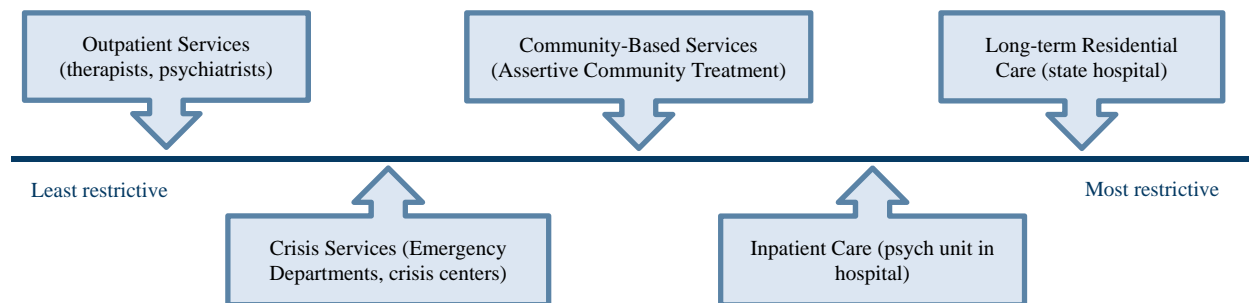 Outpatient Services
(therapists, psychiatrists)
Community-Based Services
(Assertive Community Treatment)
Long-term Residential
Care (state hospital)
Least restrictive
Most restrictive
Crisis Services (Emergency
Departments, crisis centers)
Inpatient Care (psych unit in
hospital)